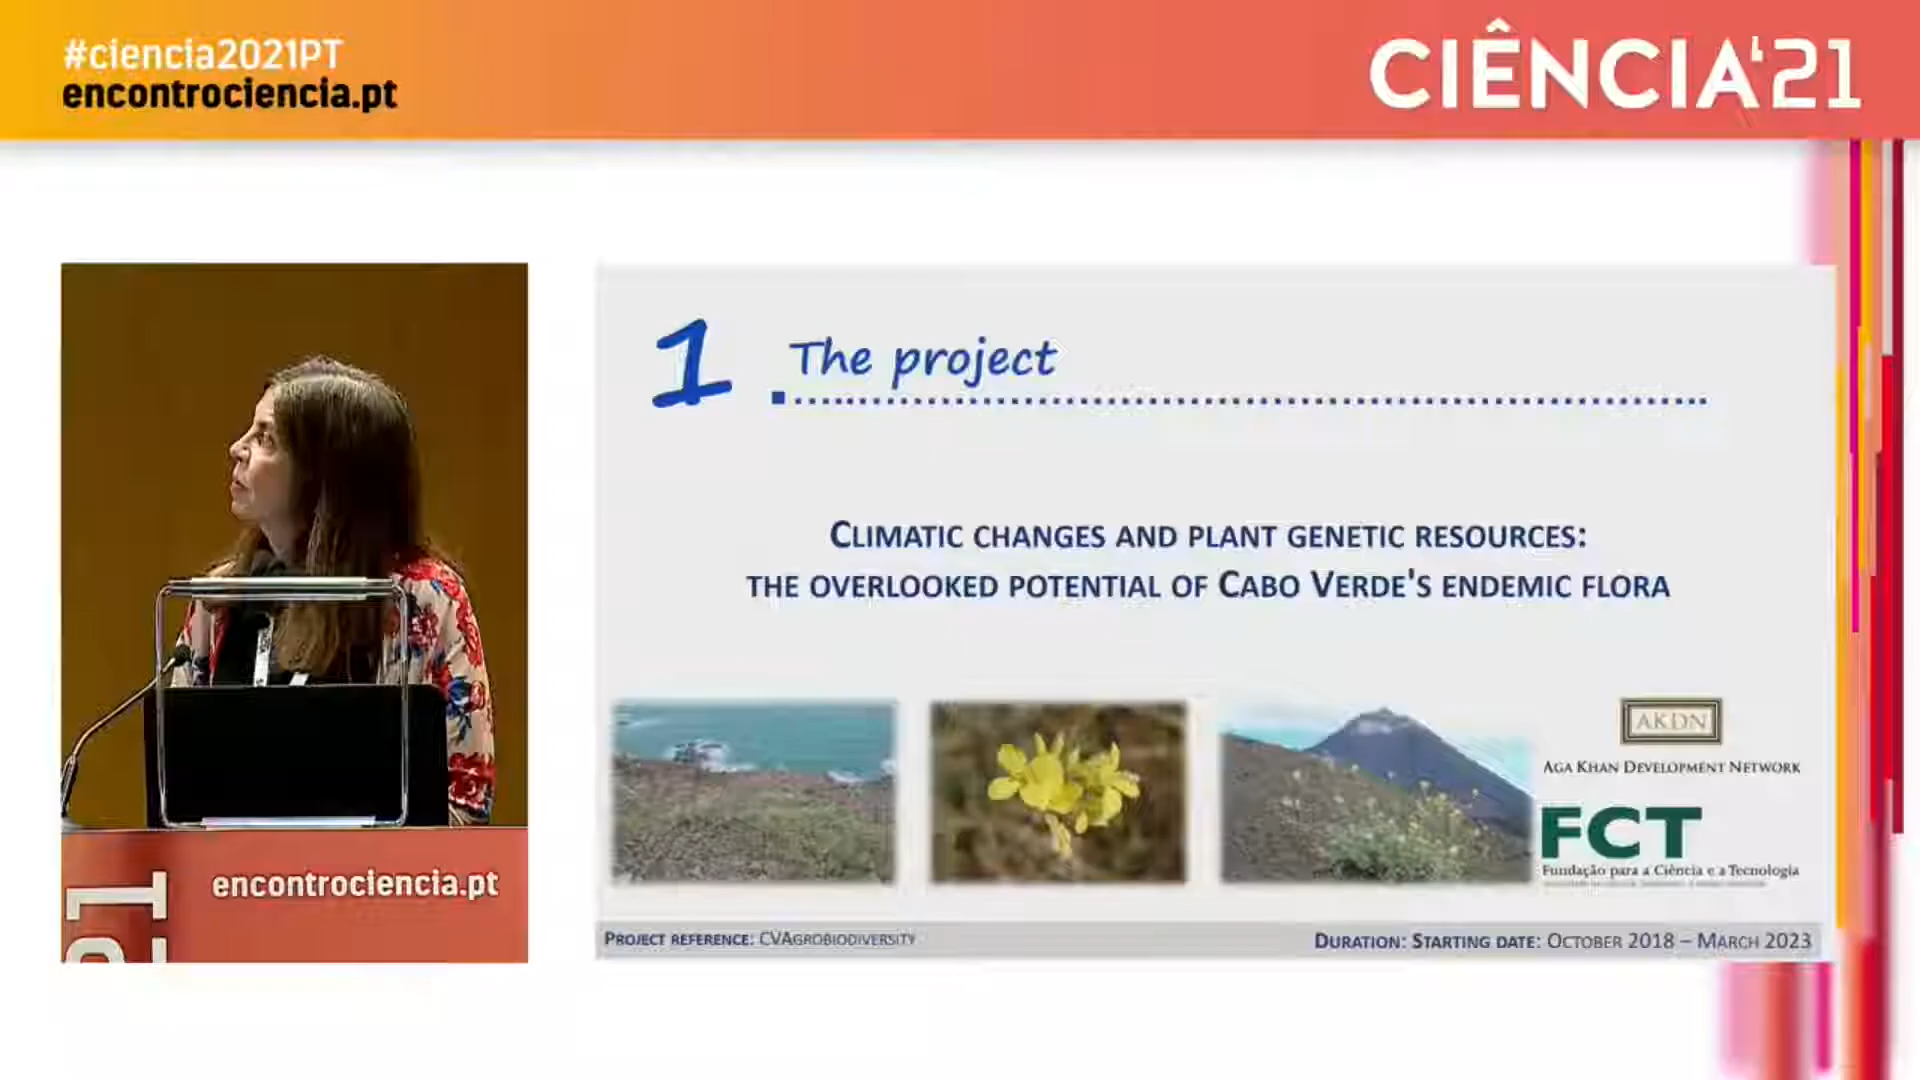 #ciencia2021PT
encontrociencia.pt
CIÊNCIA'21
1 The project
CLIMATIC CHANGES AND PLANT GENETIC RESOURCES:
THE OVERLOOKED POTENTIAL OF CABO VERDE'S ENDEMIC FLORA
AKDN
AGA KHAN DEVELOPMENT NETWORK
FCT
Fundação para a Ciência e a Tecnologia
PROJECT REFERENCE: CVAGROBIODIVERSITY
DURATION: STARTING DATE: OCTOBER 2018 – MARCH 2023
encontrociencia.pt
21